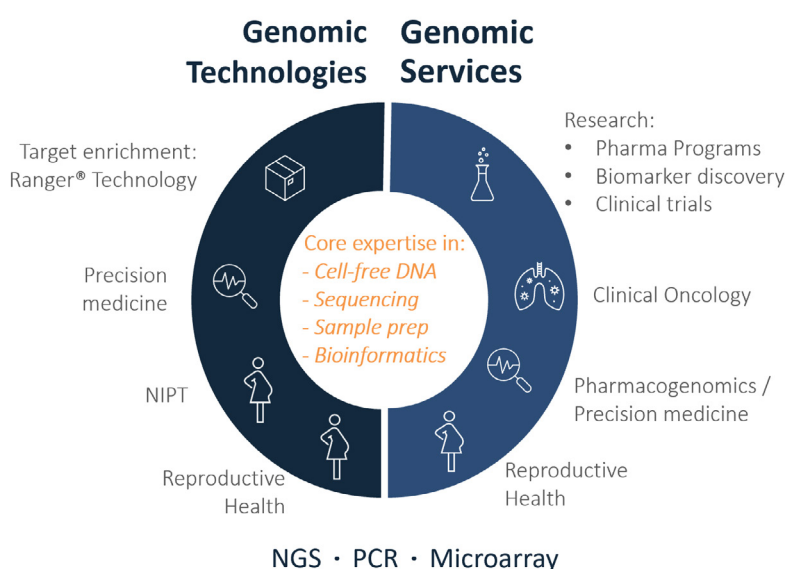 Genomic
Technologies
Genomic
Services
Target enrichment:
Ranger® Technology
Precision
medicine
NIPT
Reproductive
Health
Core expertise in:
- Cell-free DNA
- Sequencing
- Sample prep
- Bioinformatics
Research:
• Pharma Programs
• Biomarker discovery
• Clinical trials
Clinical Oncology
Pharmacogenomics /
Precision medicine
Reproductive
Health
NGS · PCR · Microarray